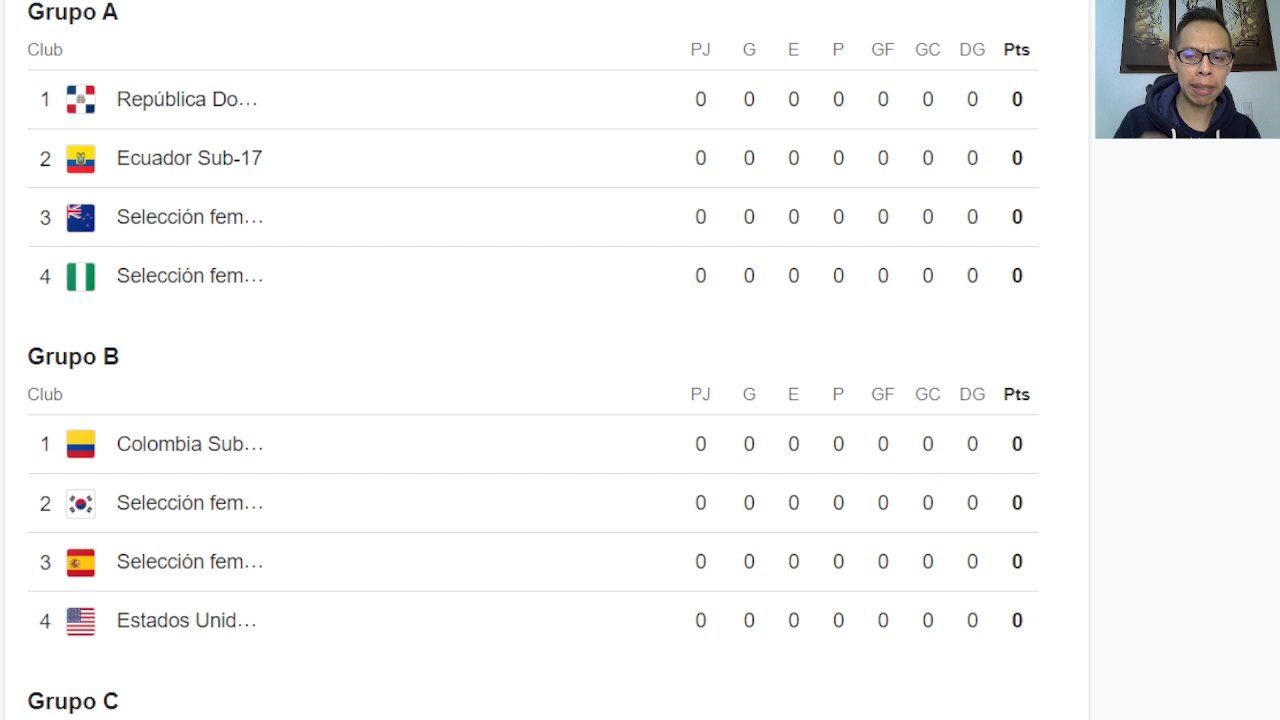 Grupo A
Club PJ G E P GF GC DG Pts
1 República Do... 0 0 0 0 0 0 0 0
2 Ecuador Sub-17 0 0 0 0 0 0 0 0
3 Selección fem... 0 0 0 0 0 0 0 0
4 Selección fem... 0 0 0 0 0 0 0 0
Grupo B
Club PJ G E P GF GC DG Pts
1 Colombia Sub... 0 0 0 0 0 0 0 0
2 Selección fem... 0 0 0 0 0 0 0 0
3 Selección fem... 0 0 0 0 0 0 0 0
4 Estados Unid... 0 0 0 0 0 0 0 0
Grupo C